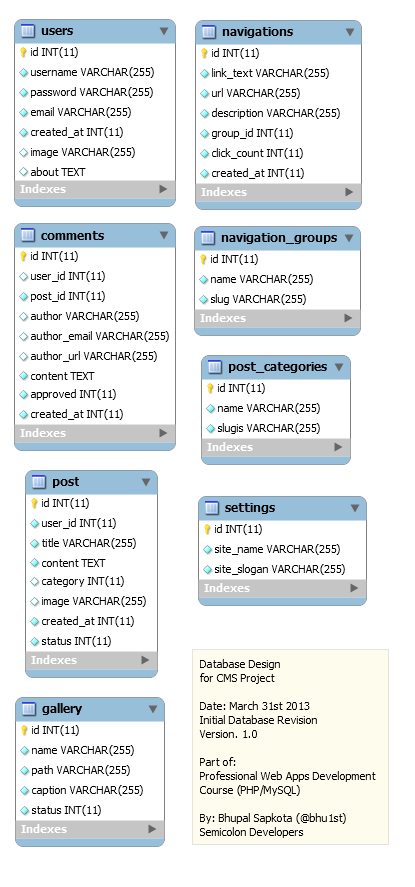 users
id INT(11)
username VARCHAR(255)
password VARCHAR(255)
email VARCHAR(255)
created_at INT(11)
image VARCHAR(255)
about TEXT
Indexes
navigations
id INT(11)
link_text VARCHAR(255)
url VARCHAR(255)
description VARCHAR(255)
group_id INT(11)
click_count INT(11)
created_at INT(11)
Indexes
comments
id INT(11)
user_id INT(11)
post_id INT(11)
author VARCHAR(255)
author_email VARCHAR(255)
author_url VARCHAR(255)
content TEXT
approved INT(11)
created_at INT(11)
Indexes
navigation_groups
id INT(11)
name VARCHAR(255)
slug VARCHAR(255)
Indexes
post_categories
id INT(11)
name VARCHAR(255)
slugis VARCHAR(255)
Indexes
post
id INT(11)
user_id INT(11)
title VARCHAR(255)
content TEXT
category INT(11)
image VARCHAR(255)
created_at INT(11)
status INT(11)
Indexes
settings
id INT(11)
site_name VARCHAR(255)
site_slogan VARCHAR(255)
Indexes
gallery
id INT(11)
name VARCHAR(255)
path VARCHAR(255)
caption VARCHAR(255)
status INT(11)
Indexes
Database Design
for CMS Project
Date: March 31st 2013
Initial Database Revision
Version. 1.0
Part of:
Professional Web Apps Development
Course (PHP/MySQL)
By: Bhupal Sapkota (@bhu1st)
Semicolon Developers